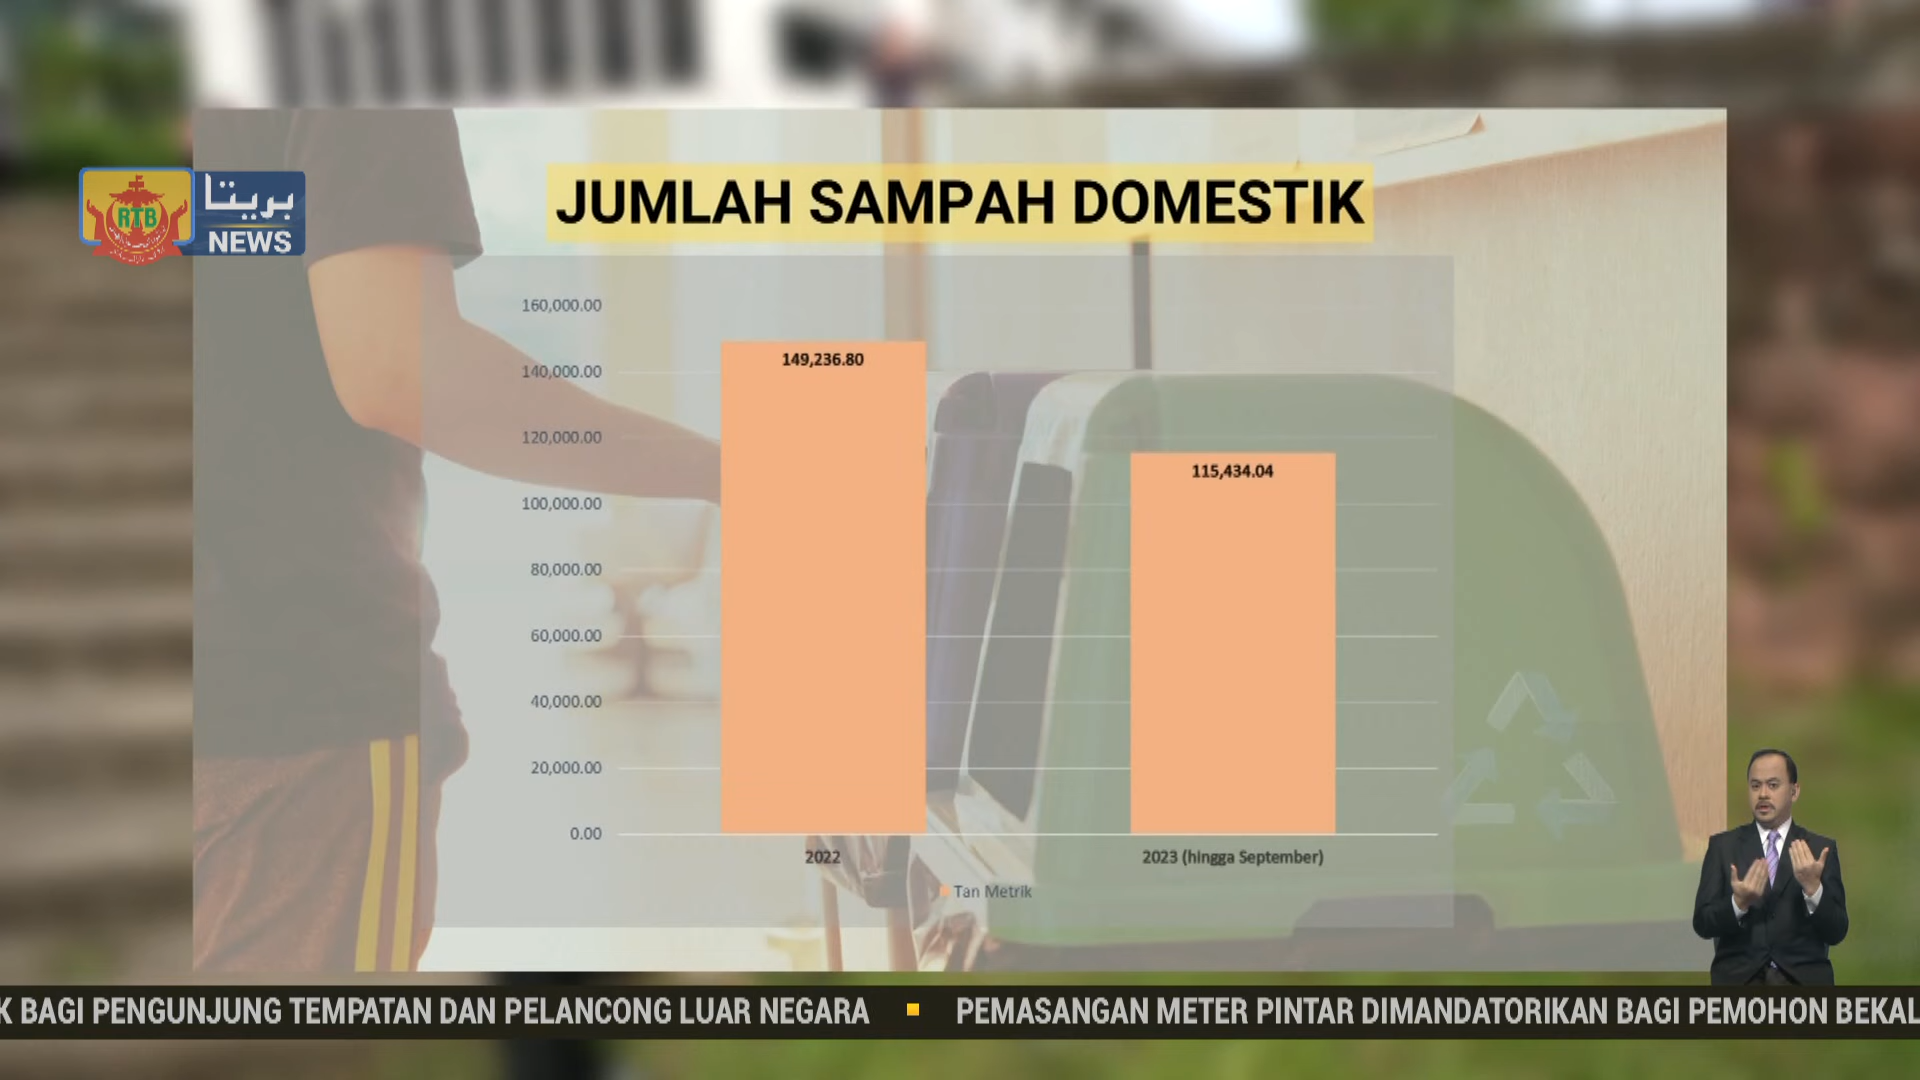 JUMLAH SAMPAH DOMESTIK
RTB
بريتا
NEWS
160,000.00
140,000.00
120,000.00
100,000.00
80,000.00
60,000.00
40,000.00
20,000.00
0.00
149,236.80
115,434.04
2022
2023 (hingga September)
Tan Metrik
K BAGI PENGUNJUNG TEMPATAN DAN PELANCONG LUAR NEGARA PEMASANGAN METER PINTAR DIMANDATORIKAN BAGI PEMOHON BEKAL